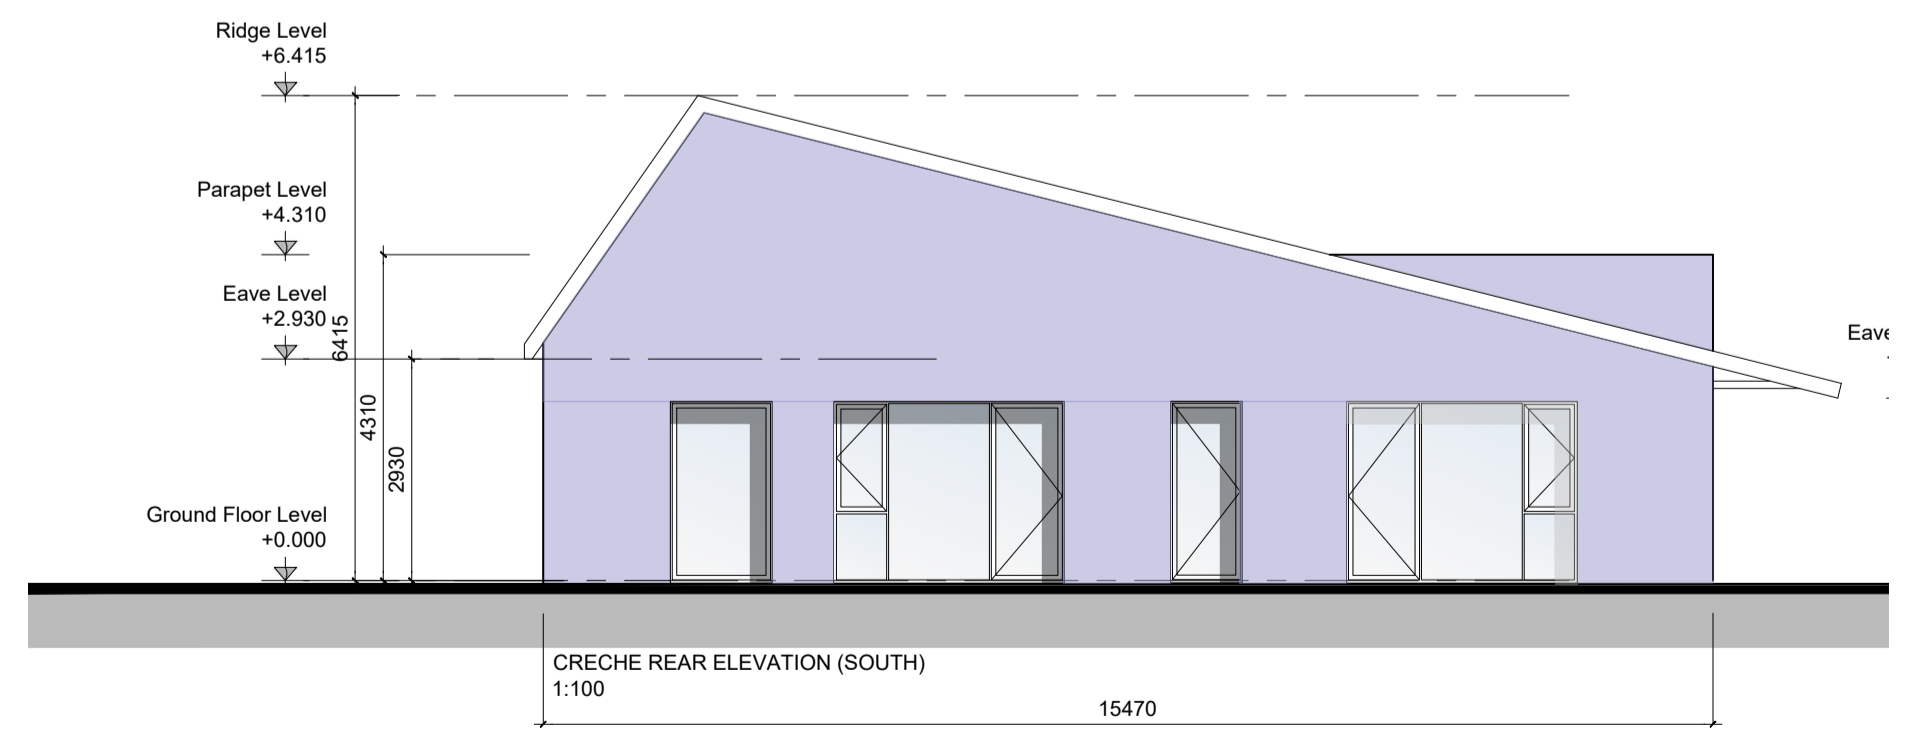 Ridge Level
+6.415
Parapet Level
+4.310
Eave Level
+2.930
6415
Eave
4310
2930
Ground Floor Level
+0.000
CRECHE REAR ELEVATION (SOUTH)
1:100
15470